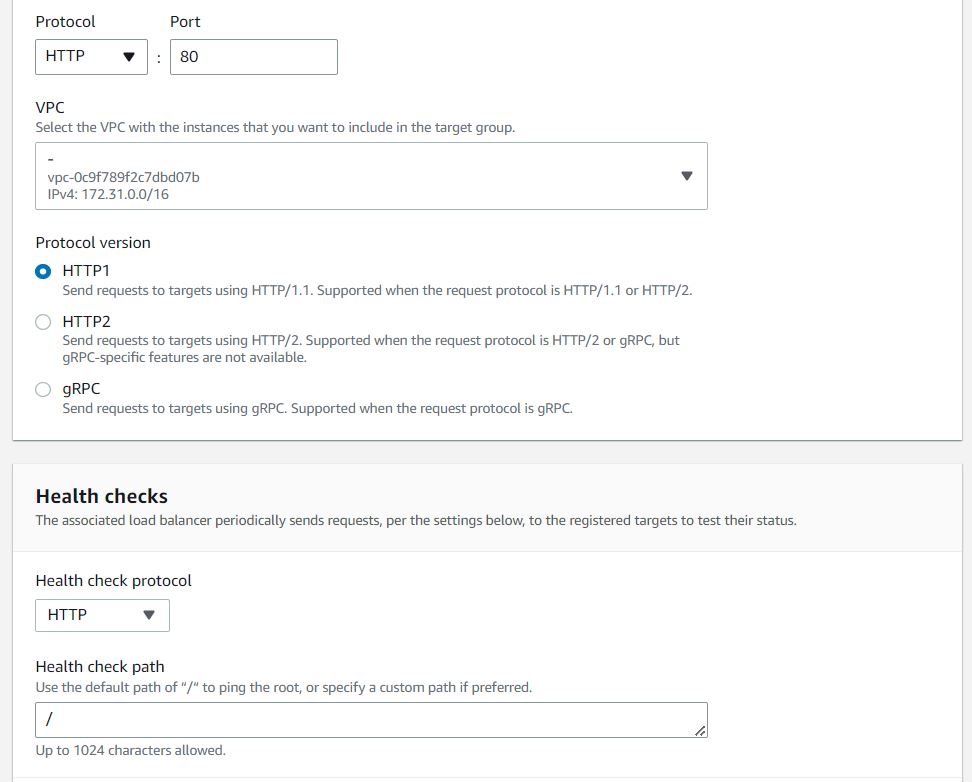 Protocol Port
HTTP : 80
VPC
Select the VPC with the instances that you want to include in the target group.
-
vpc-0c9f789f2c7dbd07b
IPv4: 172.31.0.0/16
Protocol version
HTTP1
Send requests to targets using HTTP/1.1. Supported when the request protocol is HTTP/1.1 or HTTP/2.
HTTP2
Send requests to targets using HTTP/2. Supported when the request protocol is HTTP/2 or gRPC, but
gRPC-specific features are not available.
gRPC
Send requests to targets using gRPC. Supported when the request protocol is gRPC.
Health checks
The associated load balancer periodically sends requests, per the settings below, to the registered targets to test their status.
Health check protocol
HTTP
Health check path
Use the default path of "/" to ping the root, or specify a custom path if preferred.
/
Up to 1024 characters allowed.